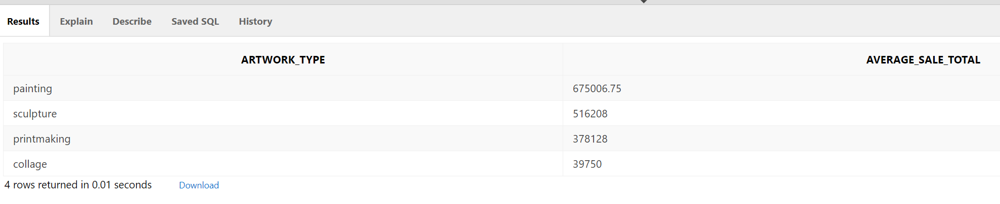 Results Explain Describe Saved SQL History
ARTWORK_TYPE AVERAGE_SALE_TOTAL
painting 675006.75
sculpture 516208
printmaking 378128
collage 39750
4 rows returned in 0.01 seconds Download